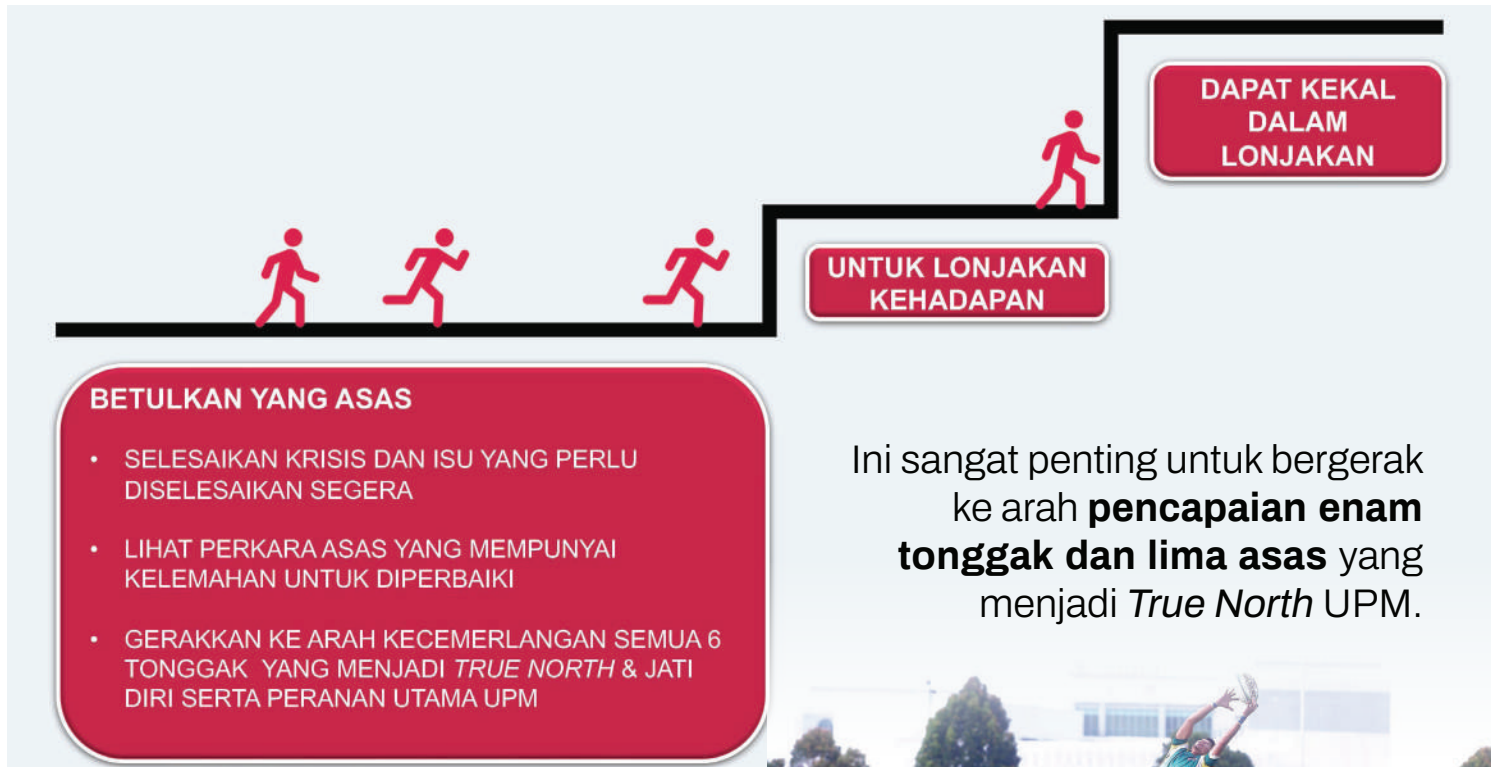 DAPAT KEKAL
DALAM
LONJAKAN
UNTUK LONJAKAN
KEHADAPAN
BETULKAN YANG ASAS
• SELESAIKAN KRISIS DAN ISU YANG PERLU
DISELESAIKAN SEGERA
• LIHAT PERKARA ASAS YANG MEMPUNYAI
KELEMAHAN UNTUK DIPERBAIKI
• GERAKKAN KE ARAH KECEMERLANGAN SEMUA 6
TONGGAK YANG MENJADI TRUE NORTH & JATI
DIRI SERTA PERANAN UTAMA UPM
Ini sangat penting untuk bergerak
ke arah pencapaian enam
tonggak dan lima asas yang
menjadi True North UPM.